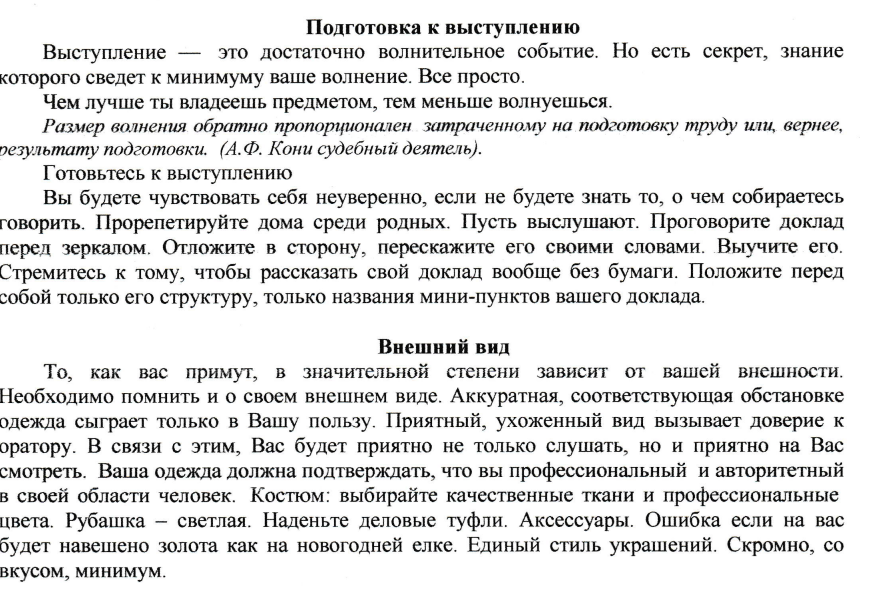 Подготовка к выступлению
Выступление — это достаточно волнительное событие. Но есть секрет, знание
которого сведет к минимуму ваше волнение. Все просто.
Чем лучше ты владеешь предметом, тем меньше волнуешься.
Размер волнения обратно пропорционален затраченному на подготовку труду или, вернее,
результату подготовки. (А.Ф. Кони судебный деятель).
Готовьтесь к выступлению
Вы будете чувствовать себя неуверенно, если не будете знать то, о чем собираетесь
говорить. Прорепетируйте дома среди родных. Пусть выслушают. Проговорите доклад
перед зеркалом. Отложите в сторону, перескажите его своими словами. Выучите его.
Стремитесь к тому, чтобы рассказать свой доклад вообще без бумаги. Положите перед
собой только его структуру, только названия мини-пунктов вашего доклада.
Внешний вид
То, как вас примут, в значительной степени зависит от вашей внешности.
Необходимо помнить и о своем внешнем виде. Аккуратная, соответствующая обстановке
одежда сыграет только в Вашу пользу. Приятный, ухоженный вид вызывает доверие к
оратору. В связи с этим, Вас будет приятно не только слушать, но и приятно на Вас
смотреть. Ваша одежда должна подтверждать, что вы профессиональный и авторитетный
в своей области человек. Костюм: выбирайте качественные ткани и профессиональные
цвета. Рубашка – светлая. Наденьте деловые туфли. Аксессуары. Ошибка если на вас
будет навешено золота как на новогодней елке. Единый стиль украшений. Скромно, со
вкусом, минимум.